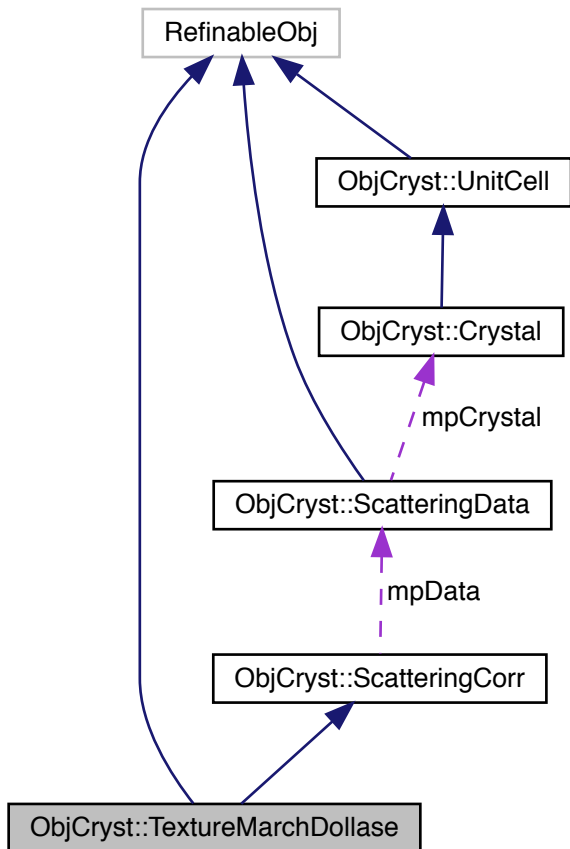 RefinableObj
ObjCryst::UnitCell
ObjCryst::Crystal
mpCrystal
ObjCryst::ScatteringData
mpData
ObjCryst::ScatteringCorr
ObjCryst::TextureMarchDollase